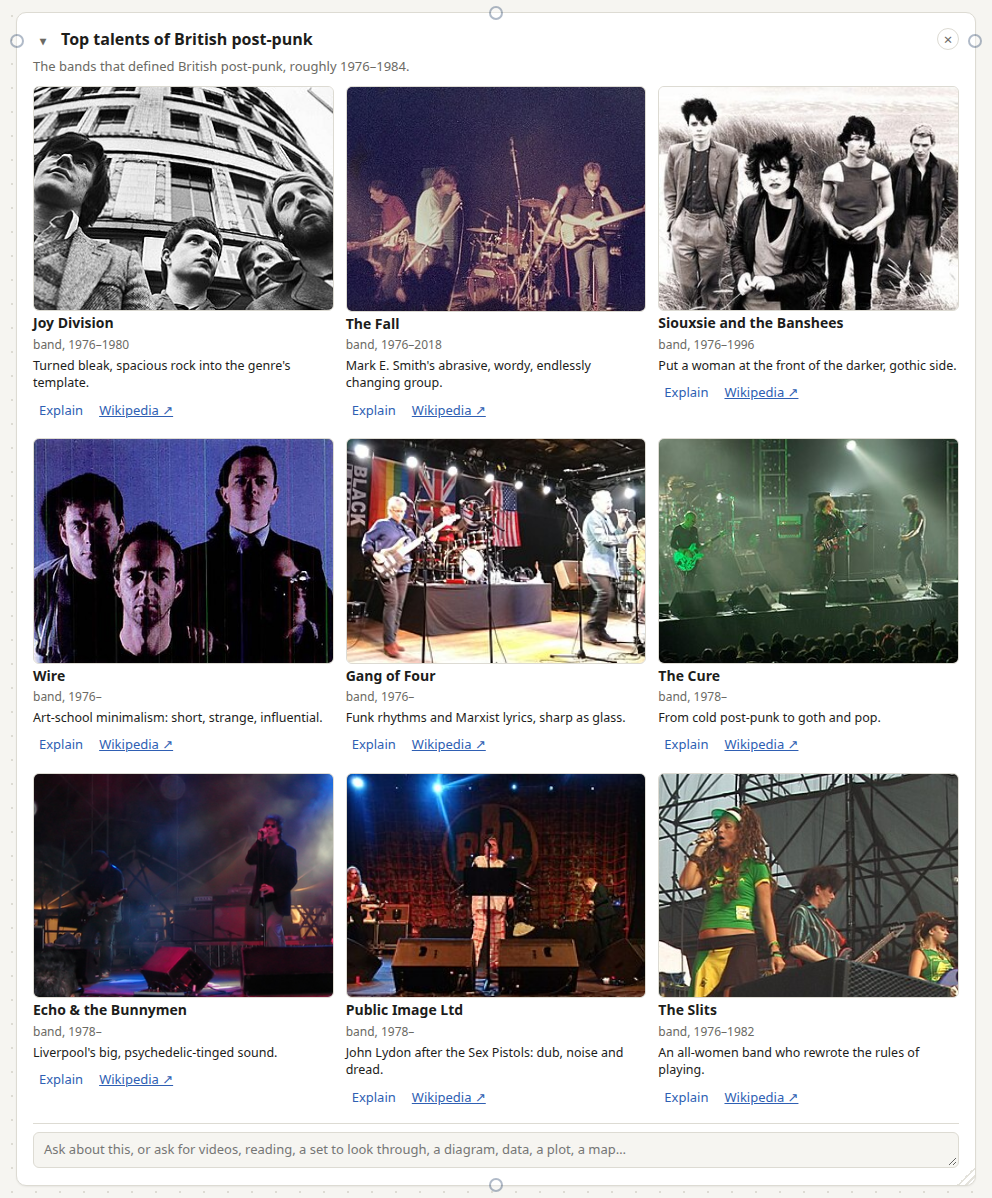 ▼ Top talents of British post-punk ×
The bands that defined British post-punk, roughly 1976–1984.
Joy Division
band, 1976–1980
Turned bleak, spacious rock into the genre's
template.
Explain Wikipedia ↗
The Fall
band, 1976–2018
Mark E. Smith's abrasive, wordy, endlessly
changing group.
Explain Wikipedia ↗
Siouxsie and the Banshees
band, 1976–1996
Put a woman at the front of the darker, gothic side.
Explain Wikipedia ↗
BLACK
Wire
band, 1976–
Art-school minimalism: short, strange, influential.
Explain Wikipedia ↗
Gang of Four
band, 1976–
Funk rhythms and Marxist lyrics, sharp as glass.
Explain Wikipedia ↗
The Cure
band, 1978–
From cold post-punk to goth and pop.
Explain Wikipedia ↗
PiL
Echo & the Bunnymen
band, 1978–
Liverpool's big, psychedelic-tinged sound.
Explain Wikipedia ↗
Public Image Ltd
band, 1978–
John Lydon after the Sex Pistols: dub, noise and
dread.
Explain Wikipedia ↗
The Slits
band, 1976–1982
An all-women band who rewrote the rules of
playing.
Explain Wikipedia ↗
Ask about this, or ask for videos, reading, a set to look through, a diagram, data, a plot, a map...